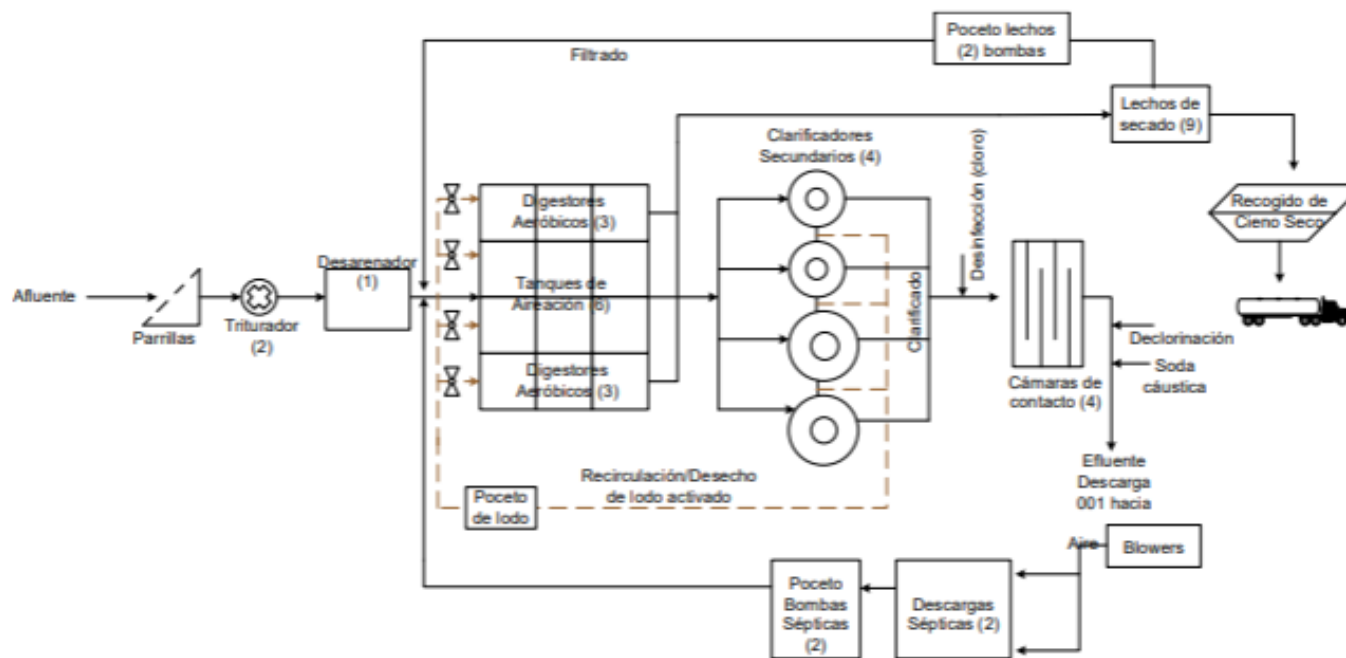 Poceto lechos
(2) bombas
Filtrado
Lechos de
secado (9)
Clarificadores
Secundarios (4)
Desinfección (cloro)
Digestores
Aeróbicos (3)
Recogido de
Cieno Seco
Desarenador
(1)
Tanques de
Aireación (6)
Clarificado
Afluente
Parrillas
Triturador
(2)
Declorinación
Soda
cáustica
Digestores
Aeróbicos (3)
Cámaras de
contacto (4)
Recirculación/Desecho
de lodo activado
Poceto
de lodo
Efluente
Descarga
001 hacia
Aire
Blowers
Poceto
Bombas
Sépticas
(2)
Descargas
Sépticas (2)